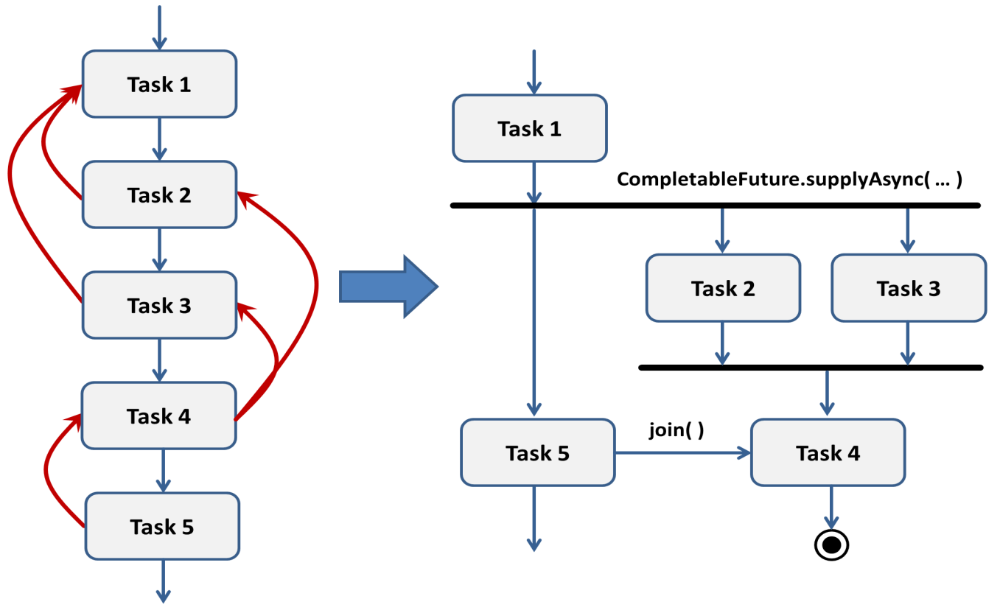 Task 1
Task 2
Task 3
Task 4
Task 5
Task 1
CompletableFuture.supplyAsync( ... )
Task 2
Task 3
Task 5
join( )
Task 4